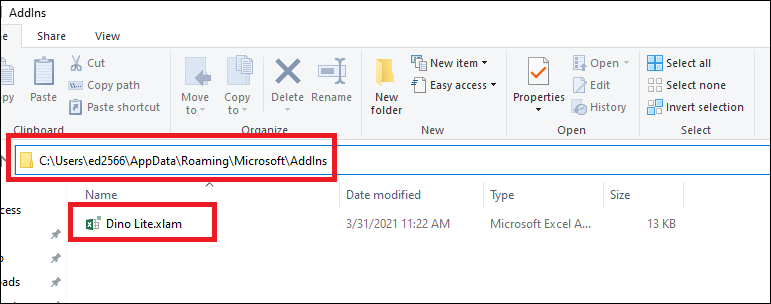 AddIns
Share View
Cut
Copy path
Paste
Paste shortcut
Move to
Copy to
Delete
Rename
New folder
New item
Easy access
Properties
Open
Edit
History
Select all
Select none
Invert selection
Clipboard Organize New Open Select
C:\Users\ed2566\AppData\Roaming\Microsoft\AddIns
Name Date modified Type Size
Dino Lite.xlam 3/31/2021 11:22 AM Microsoft Excel A... 13 KB